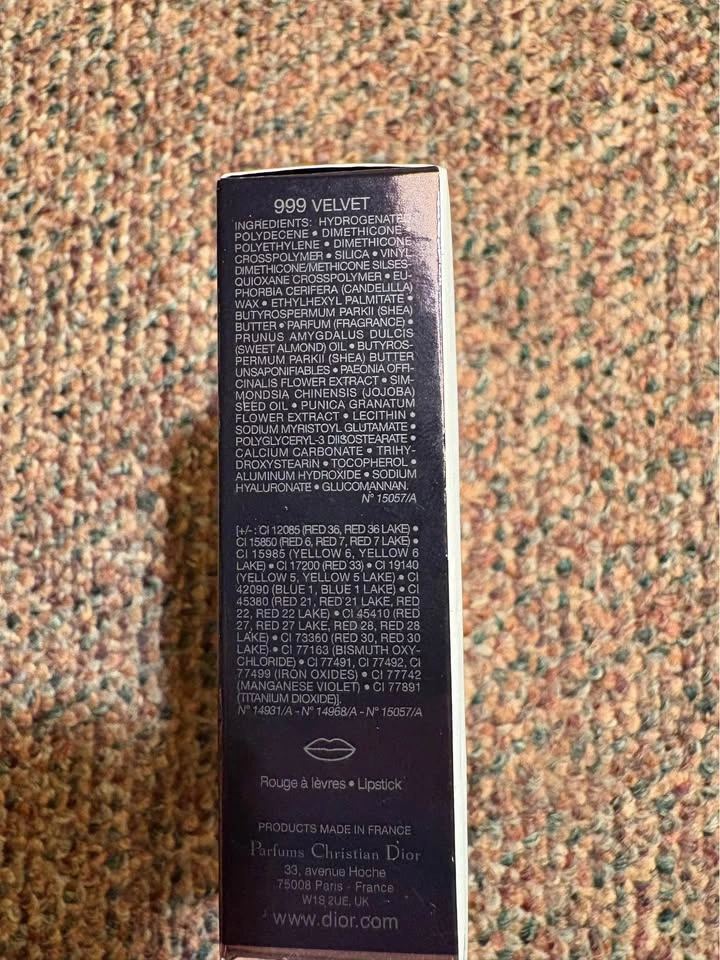 999 VELVET
INGREDIENTS: HYDROGENATED
POLYDECENE • DIMETHICONE •
POLYETHYLENE • DIMETHICONE
CROSSPOLYMER • SILICA • VINYL
DIMETHICONE/METHICONE SILSES-
QUIOXANE CROSSPOLYMER • EU-
PHORBIA CERIFERA (CANDELILLA)
WAX • ETHYLHEXYL PALMITATE •
BUTYROSPERMUM PARKII (SHEA)
BUTTER • PARFUM (FRAGRANCE) •
PRUNUS AMYGDALUS DULCIS
(SWEET ALMOND) OIL • BUTYROS-
PERMUM PARKII (SHEA) BUTTER
UNSAPONIFIABLES • PAEONIA OFFI-
CINALIS FLOWER EXTRACT • SIM-
MONDSIA CHINENSIS (JOJOBA)
SEED OIL • PUNICA GRANATUM
FLOWER EXTRACT • LECITHIN •
SODIUM MYRISTOYL GLUTAMATE •
POLYGLYCERYL-3 DIISOSTEARATE •
CALCIUM CARBONATE • TRIHY-
DROXYSTEARIN • TOCOPHEROL •
ALUMINUM HYDROXIDE • SODIUM
HYALURONATE • GLUCOMANNAN.
N° 15057/A
[+/-: CI 12085 (RED 36, RED 36 LAKE) •
CI 15850 (RED 6, RED 7, RED 7 LAKE) •
CI 15985 (YELLOW 6, YELLOW 6
LAKE) • CI 17200 (RED 33) • CI 19140
(YELLOW 5, YELLOW 5 LAKE) • CI
42090 (BLUE 1, BLUE 1 LAKE) • CI
45380 (RED 21, RED 21 LAKE, RED
22, RED 22 LAKE) • CI 45410 (RED
27, RED 27 LAKE, RED 28, RED 28
LAKE) • CI 73360 (RED 30, RED 30
LAKE) • CI 77163 (BISMUTH OXY-
CHLORIDE) • CI 77491, CI 77492, CI
77499 (IRON OXIDES) • CI 77742
(MANGANESE VIOLET) • CI 77891
(TITANIUM DIOXIDE)].
N° 14931/A - N° 14968/A - N° 15057/A
Rouge à lèvres • Lipstick
PRODUCTS MADE IN FRANCE
Parfums Christian Dior
33, avenue Hoche
75008 Paris - France
W1S 2UE, UK
www.dior.com